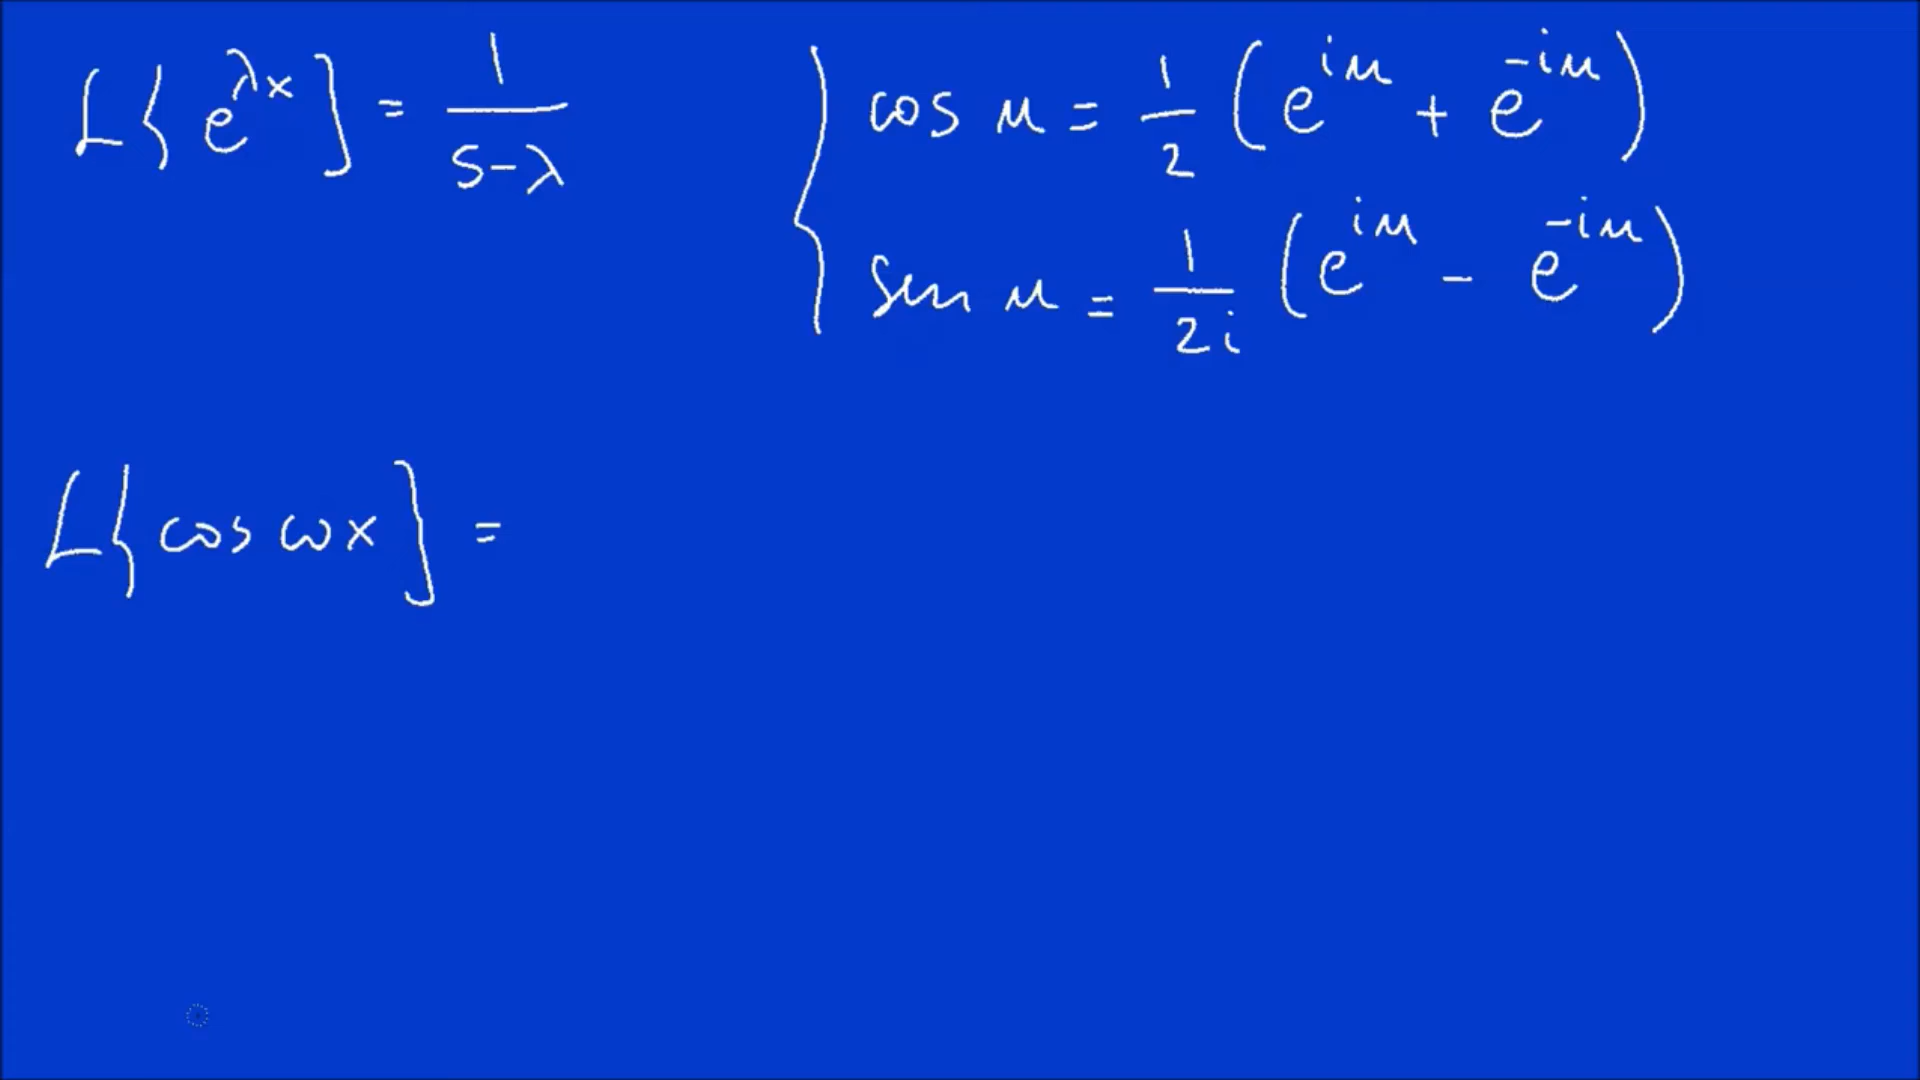 L{e^{λx}} = 1/(s-λ)
cos u = 1/2 (e^{iu} + e^{-iu})
sen u = 1/2i (e^{iu} - e^{-iu})
L{cos ωx} =